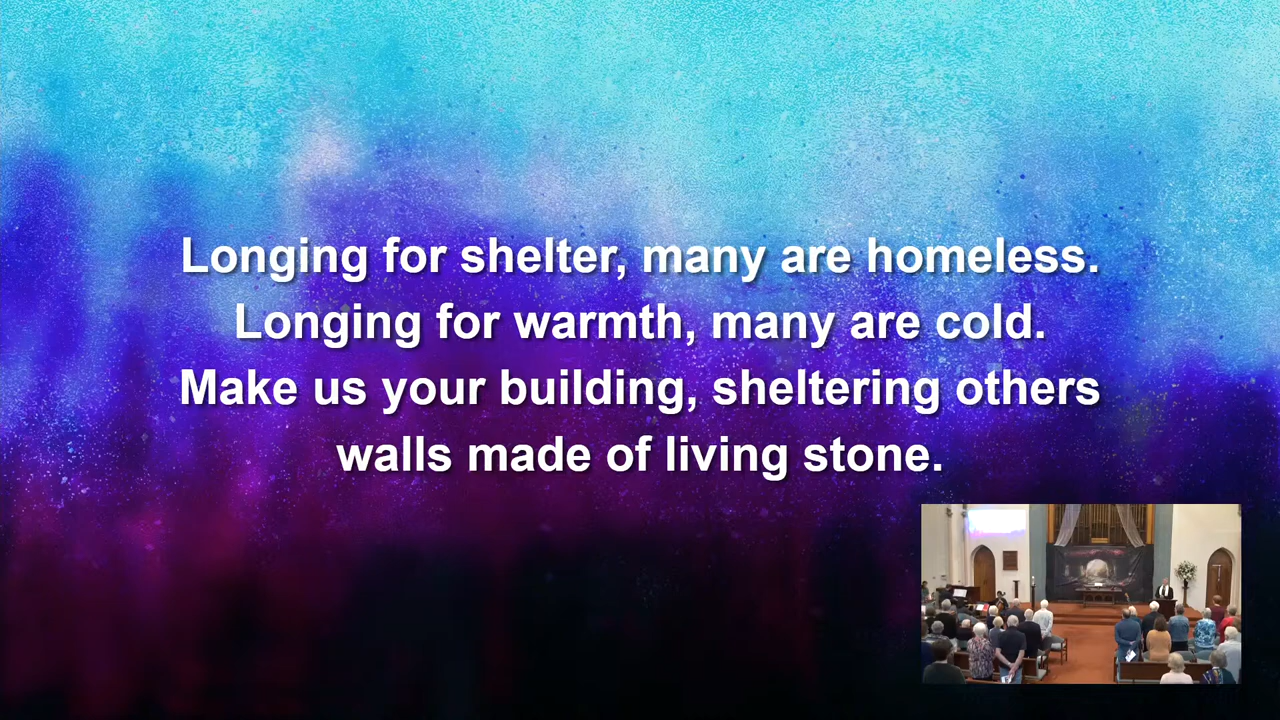 Longing for shelter, many are homeless.
Longing for warmth, many are cold.
Make us your building, sheltering others
walls made of living stone.